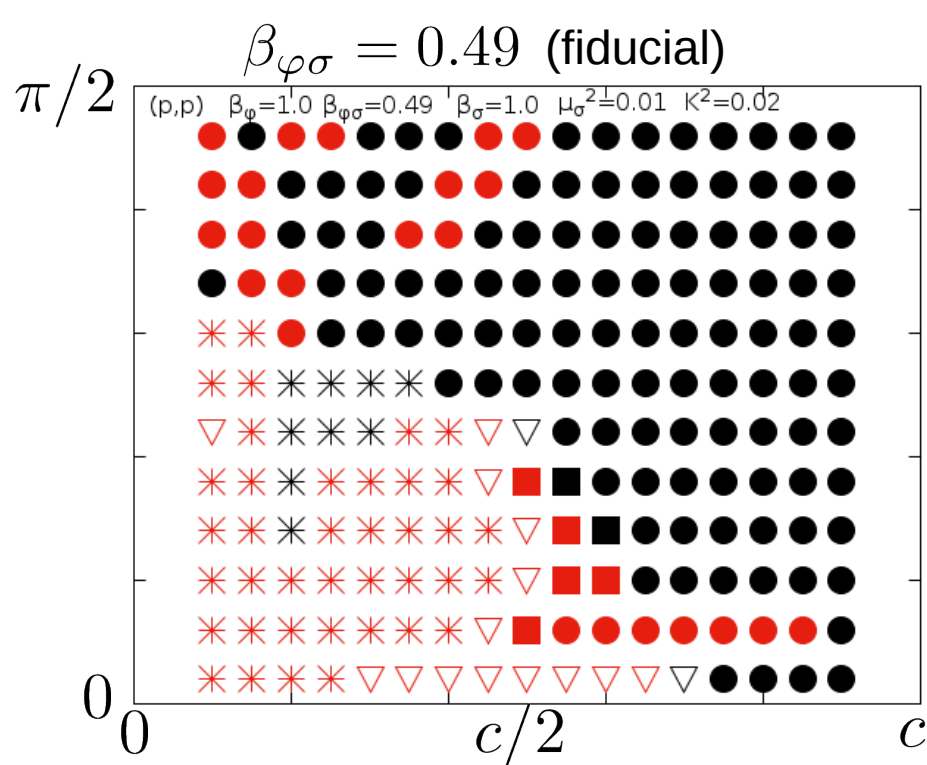 β_φσ = 0.49 (fiducial)
π/2
(p,p) β_φ=1.0 β_φσ=0.49 β_σ=1.0 μ_σ²=0.01 K²=0.02
0
0 c/2 c